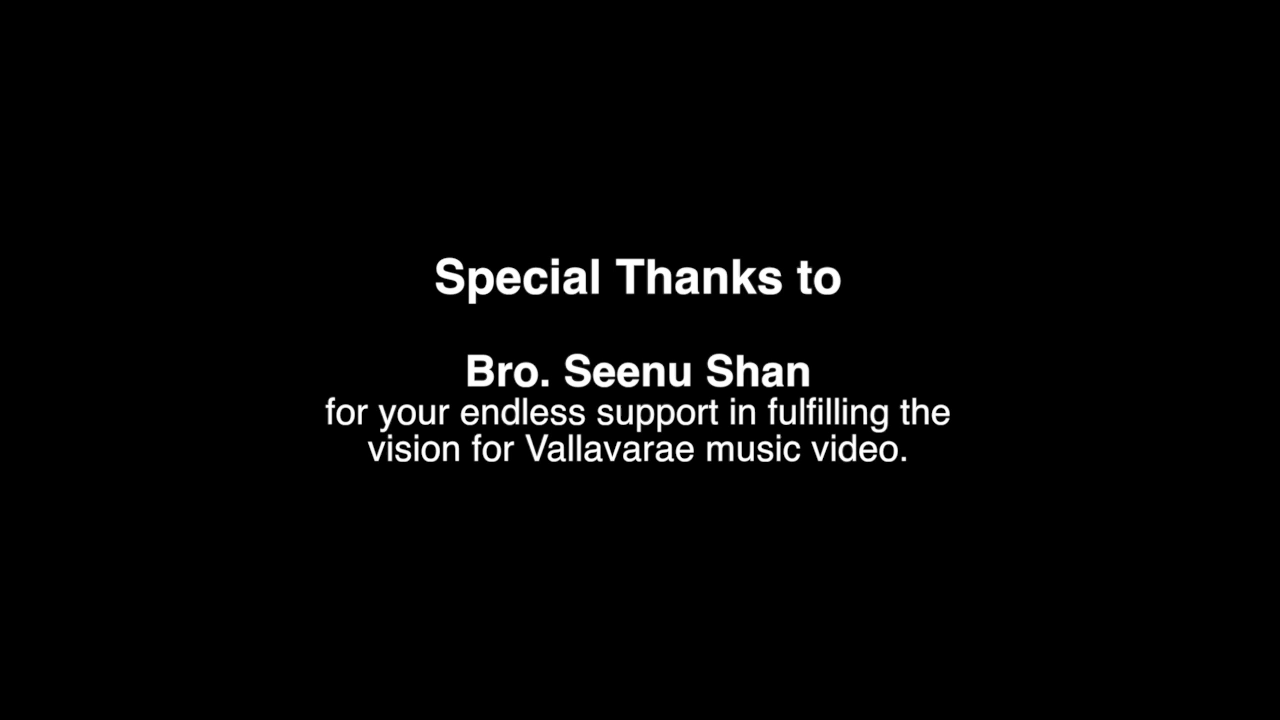 Special Thanks to
Bro. Seenu Shan
for your endless support in fulfilling the
vision for Vallavarae music video.